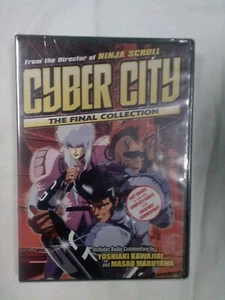 From the Director of NINJA SCROLL
CYBER CITY
THE FINAL COLLECTION
Includes Audio Commentary by
YOSHIAKI KAWAJIRI
and MASAO MARUYAMA